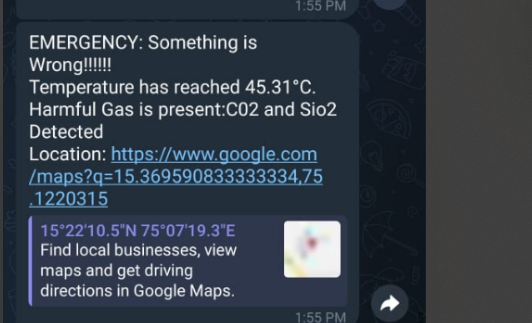 1:55 PM
EMERGENCY: Something is
Wrong!!!!!!
Temperature has reached 45.31°C.
Harmful Gas is present:C02 and Sio2
Detected
Location: https://www.google.com
/maps?q=15.369590833333334,75
.1220315
15°22'10.5"N 75°07'19.3"E
Find local businesses, view
maps and get driving
directions in Google Maps.
1:55 PM